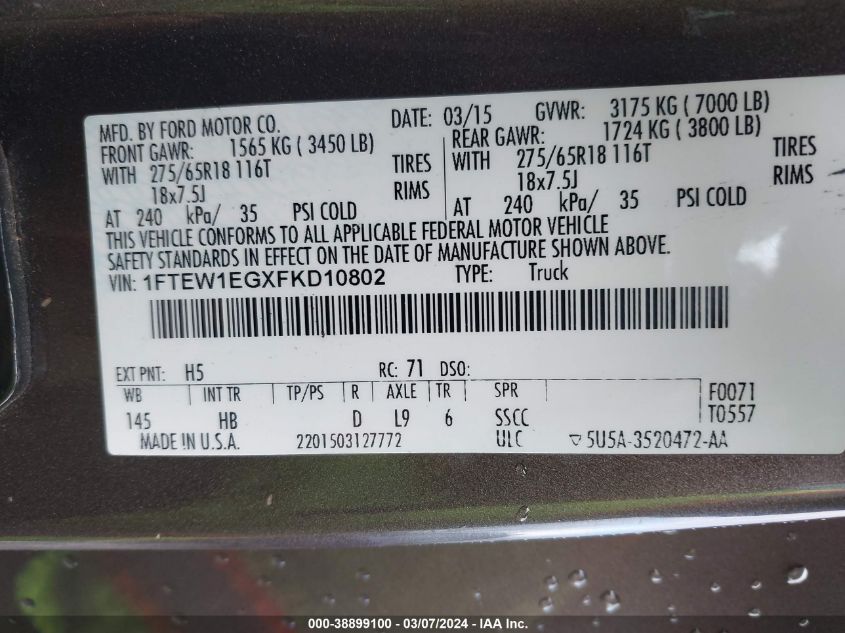 MFD. BY FORD MOTOR CO. DATE: 03/15 GVWR: 3175 KG ( 7000 LB)
FRONT GAWR: 1565 KG ( 3450 LB) REAR GAWR: 1724 KG ( 3800 LB)
WITH 275/65R18 116T TIRES WITH 275/65R18 116T TIRES
18x7.5J RIMS 18x7.5J RIMS
AT 240 kPa/ 35 PSI COLD AT 240 kPa/ 35 PSI COLD
THIS VEHICLE CONFORMS TO ALL APPLICABLE FEDERAL MOTOR VEHICLE
SAFETY STANDARDS IN EFFECT ON THE DATE OF MANUFACTURE SHOWN ABOVE.
VIN: 1FTEW1EGXFKD10802 TYPE: Truck
EXT PNT: H5 RC: 71 DSO:
WB INT TR TP/PS R AXLE TR SPR F0071
145 HB D L9 6 SSCC T0557
MADE IN U.S.A. 2201503127772 ULC ▽ 5U5A-3520472-AA
000-38899100 - 03/07/2024 - IAA Inc.